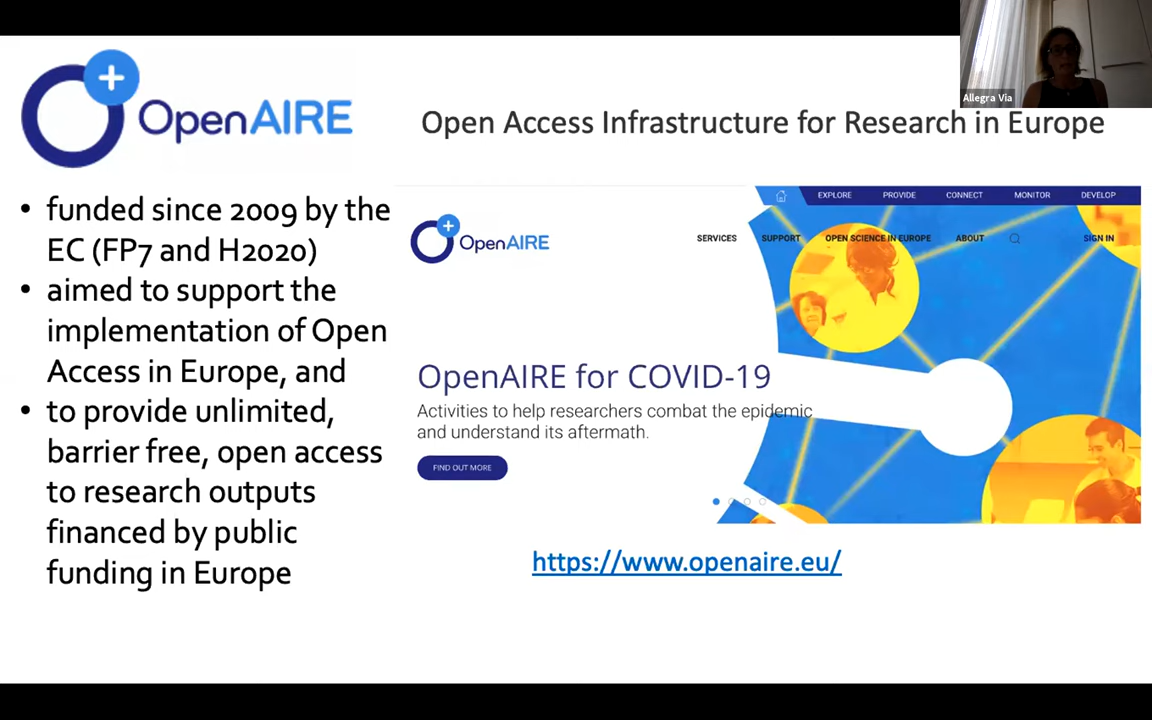 Allegra Via
+
OpenAIRE
Open Access Infrastructure for Research in Europe
• funded since 2009 by the
EC (FP7 and H2020)
• aimed to support the
implementation of Open
Access in Europe, and
• to provide unlimited,
barrier free, open access
to research outputs
financed by public
funding in Europe
EXPLORE PROVIDE CONNECT MONITOR DEVELOP
+
OpenAIRE
SERVICES SUPPORT OPEN SCIENCE IN EUROPE ABOUT SIGN IN
OpenAIRE for COVID-19
Activities to help researchers combat the epidemic
and understand its aftermath.
FIND OUT MORE
https://www.openaire.eu/